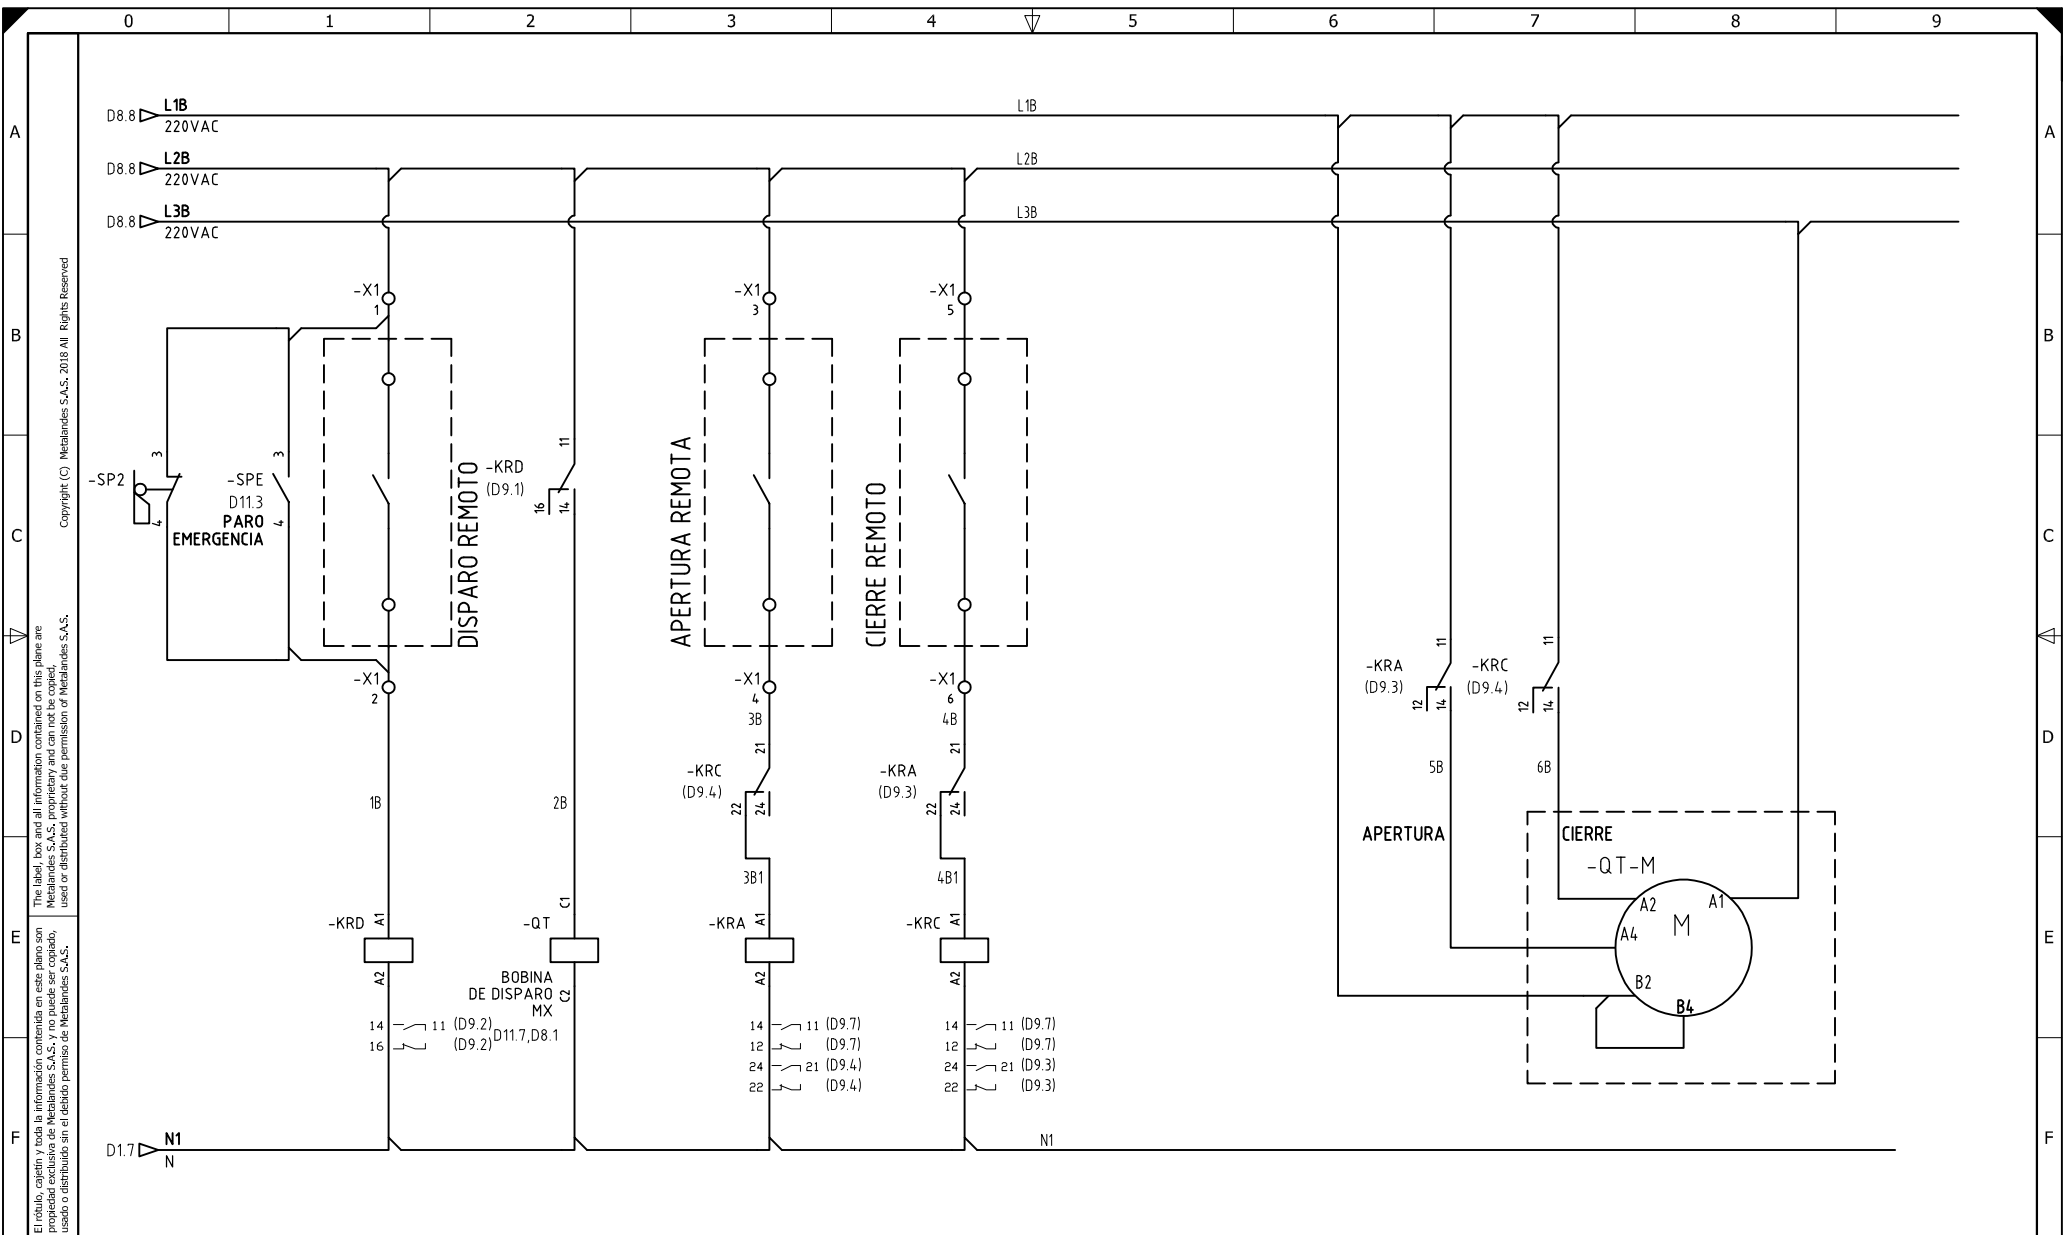 0 1 2 3 4 5 6 7 8 9
A A
B B
C C
D D
E E
F F
D8.8 L1B L1B
220VAC
D8.8 L2B L2B
220VAC
D8.8 L3B L3B
220VAC
-X1 -X1 -X1
1 3 5
3 3 11
-SP2 -SPE -KRD
D11.3 (D9.1)
4 PARO 4 16 14
EMERGENCIA
DISPARO REMOTO
APERTURA REMOTA
CIERRE REMOTO
11 11
-KRA -KRC
(D9.3) (D9.4)
12 14 12 14
-X1 -X1 -X1
2 4 6
3B 4B
21 21
-KRC -KRA
(D9.4) (D9.3)
22 24 22 24
5B 6B
1B 2B
APERTURA CIERRE
-QT-M
3B1 4B1
C1
A1 A1 A1
-KRD -QT -KRA -KRC
A2 A1
M
A4
B2
B4
A2 C2 A2 A2
BOBINA
DE DISPARO
MX
D11.7,D8.1
14 11 (D9.2)
16 (D9.2)
14 11 (D9.7)
12 (D9.7)
24 21 (D9.4)
22 (D9.4)
14 11 (D9.7)
12 (D9.7)
24 21 (D9.3)
22 (D9.3)
D1.7 N1 N1
N
Copyright (C) Metalandes S.A.S. 2018 All Rights Reserved
The label, box and all information contained on this plane are
Metalandes S.A.S. proprietary and can not be copied,
used or distributed without due permission of Metalandes S.A.S.
El rótulo, cajetín y toda la información contenida en este plano son
propiedad exclusiva de Metalandes S.A.S. y no puede ser copiado,
usado o distribuido sin el debido permiso de Metalandes S.A.S.